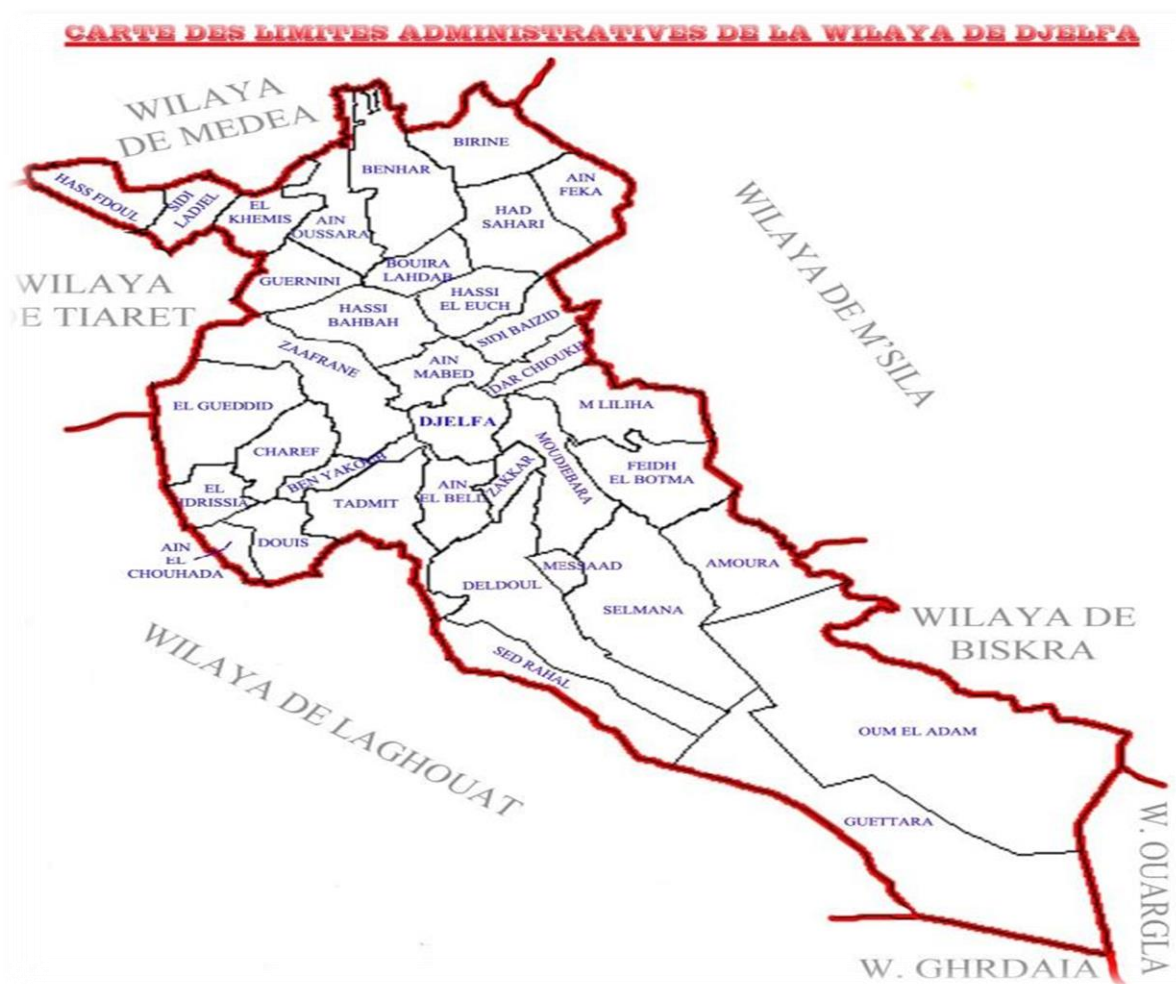 CARTE DES LIMITES ADMINISTRATIVES DE LA WILAYA DE DJELFA
WILAYA
DE MEDEA
BIRINE
BENHAR
AIN
FEKA
HASS FDOUL
SIDI
LADJEL
EL
KHEMIS
AIN
OUSSARA
HAD
SAHARI
WILAYA DE M'SILA
BOUIRA
LAHDAB
GUERNINI
HASSI
EL EUCH
WILAYA
DE TIARET
HASSI
BAHBAH
SIDI BAIZID
ZAAFRANE
AIN
MABED
DAR CHIOUKH
EL GUEDDID
M LILIHA
DJELFA
CHAREF
MOUDJEBARA
BEN YAKOUB
FEIDH
EL BOTMA
EL
IDRISSIA
TADMIT
AIN
EL BELL
ZAKKAR
DOUIS
AIN
EL
CHOUHADA
MESSAAD
AMOURA
DELDOUL
SELMANA
WILAYA DE
BISKRA
WILAYA DE LAGHOUAT
SED RAHAL
OUM EL ADAM
GUETTARA
W. OUARGLA
W. GHRDAIA